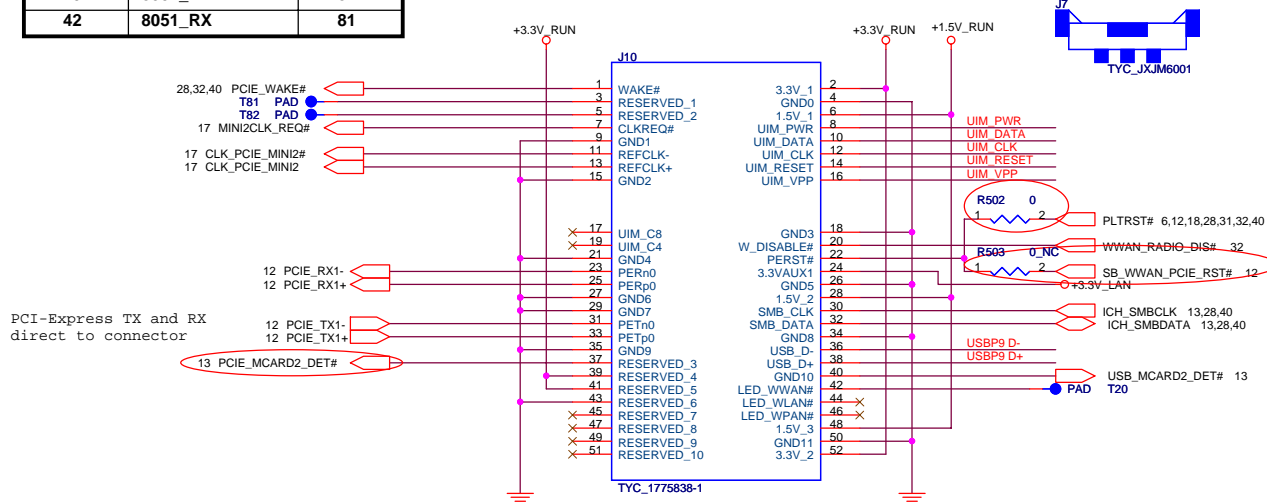 42 8051_RX 81
J7
TYC_JXJM6001
+3.3V_RUN
+3.3V_RUN +1.5V_RUN
J10
28,32,40 PCIE_WAKE# 1 WAKE# 3.3V_1 2
T81 PAD 3 RESERVED_1 GND0 4
T82 PAD 5 RESERVED_2 1.5V_1 6
17 MINI2CLK_REQ# 7 CLKREQ# UIM_PWR 8 UIM_PWR
9 GND1 UIM_DATA 10 UIM_DATA
17 CLK_PCIE_MINI2# 11 REFCLK- UIM_CLK 12 UIM_CLK
17 CLK_PCIE_MINI2 13 REFCLK+ UIM_RESET 14 UIM_RESET
15 GND2 UIM_VPP 16 UIM_VPP
R502 0
1 2 PLTRST# 6,12,18,28,31,32,40
17 UIM_C8 GND3 18
19 UIM_C4 W_DISABLE# 20 WWAN_RADIO_DIS# 32
21 GND4 PERST# 22 R503 0_NC
12 PCIE_RX1- 23 PERn0 3.3VAUX1 24 1 2 SB_WWAN_PCIE_RST# 12
12 PCIE_RX1+ 25 PERp0 GND5 26 +3.3V_LAN
27 GND6 1.5V_2 28
29 GND7 SMB_CLK 30 ICH_SMBCLK 13,28,40
12 PCIE_TX1- 31 PETn0 SMB_DATA 32 ICH_SMBDATA 13,28,40
12 PCIE_TX1+ 33 PETp0 GND8 34
PCI-Express TX and RX
direct to connector
35 GND9 USB_D- 36 USBP9 D-
13 PCIE_MCARD2_DET# 37 RESERVED_3 USB_D+ 38 USBP9 D+
39 RESERVED_4 GND10 40 USB_MCARD2_DET# 13
41 RESERVED_5 LED_WWAN# 42 PAD T20
43 RESERVED_6 LED_WLAN# 44
45 RESERVED_7 LED_WPAN# 46
47 RESERVED_8 1.5V_3 48
49 RESERVED_9 GND11 50
51 RESERVED_10 3.3V_2 52
TYC_1775838-1